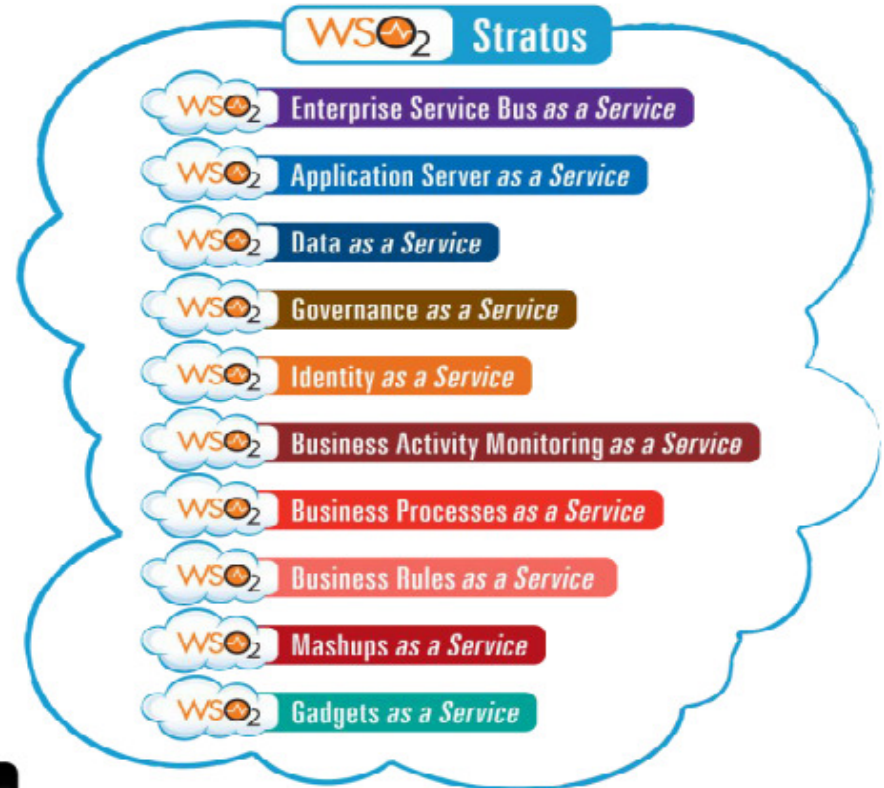 WSO2 Stratos
WSO2 Enterprise Service Bus as a Service
WSO2 Application Server as a Service
WSO2 Data as a Service
WSO2 Governance as a Service
WSO2 Identity as a Service
WSO2 Business Activity Monitoring as a Service
WSO2 Business Processes as a Service
WSO2 Business Rules as a Service
WSO2 Mashups as a Service
WSO2 Gadgets as a Service